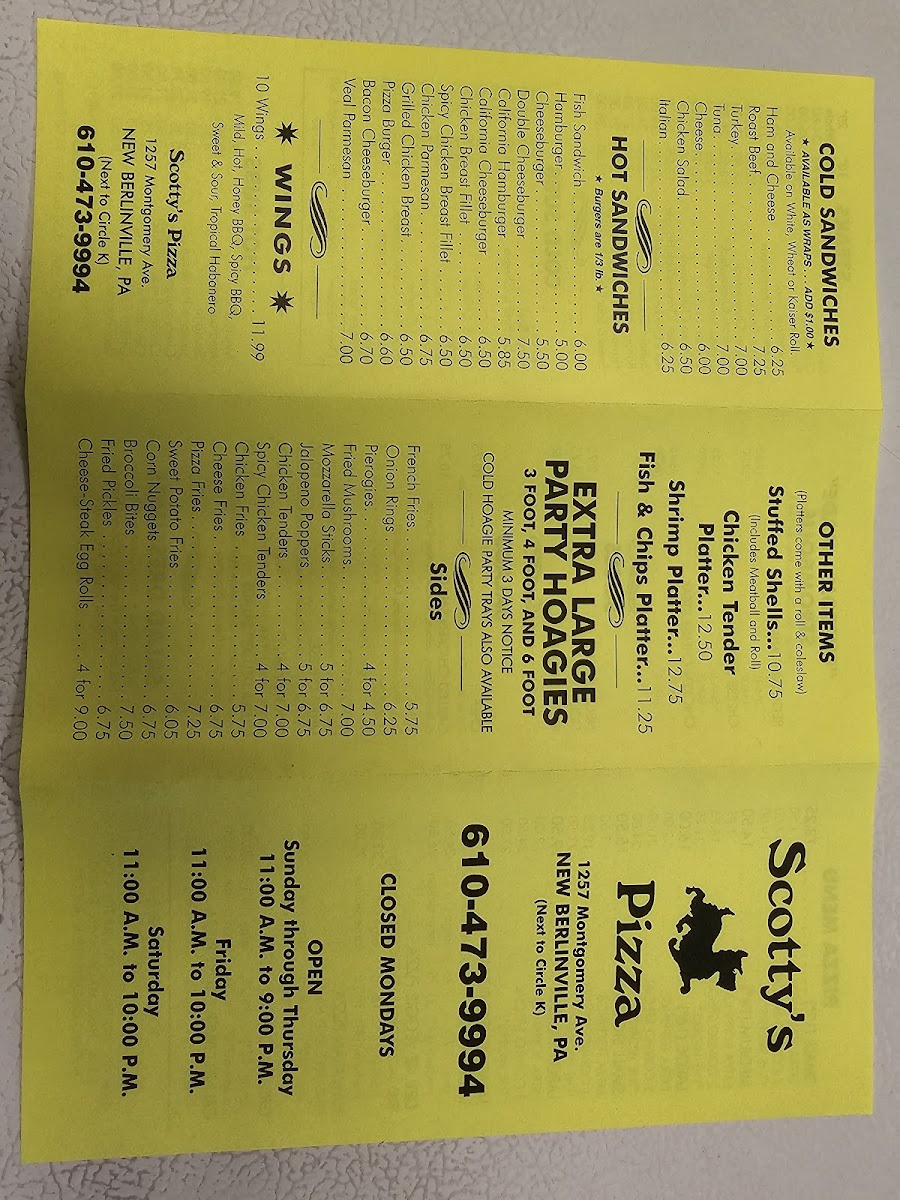 COLD SANDWICHES
★ AVAILABLE AS WRAPS. . . ADD $1.00 ★
Available on White, Wheat or Kaiser Roll.
Ham and Cheese 6.25
Roast Beef 7.25
Turkey 7.00
Tuna 7.00
Cheese 6.00
Chicken Salad 6.50
Italian 6.25
HOT SANDWICHES
★ Burgers are 1/3 lb. ★
Fish Sandwich 6.00
Hamburger 5.00
Cheeseburger 5.50
Double Cheeseburger 7.50
California Hamburger 5.85
California Cheeseburger 6.50
Chicken Breast Fillet 6.50
Spicy Chicken Breast Fillet 6.50
Chicken Parmesan 6.75
Grilled Chicken Breast 6.50
Pizza Burger 6.60
Bacon Cheeseburger 6.70
Veal Parmesan 7.00
WINGS
10 Wings 11.99
Mild, Hot, Honey BBQ, Spicy BBQ,
Sweet & Sour, Tropical Habanero
Scotty's Pizza
1257 Montgomery Ave.
NEW BERLINVILLE, PA
(Next to Circle K)
610-473-9994
OTHER ITEMS
(Platters come with a roll & coleslaw)
Stuffed Shells...10.75
(Includes Meatball and Roll)
Chicken Tender
Platter...12.50
Shrimp Platter...12.75
Fish & Chips Platter...11.25
EXTRA LARGE
PARTY HOAGIES
3 FOOT, 4 FOOT, AND 6 FOOT
MINIMUM 3 DAYS NOTICE
COLD HOAGIE PARTY TRAYS ALSO AVAILABLE
Sides
French Fries 5.75
Onion Rings 6.25
Prerogies 4 for 4.50
Fried Mushrooms 7.00
Mozzarella Sticks 5 for 6.75
Jalapeno Poppers 5 for 6.75
Chicken Tenders 4 for 7.00
Spicy Chicken Tenders 4 for 7.00
Chicken Fries 5.75
Cheese Fries 6.75
Pizza Fries 7.25
Sweet Potato Fries 6.05
Corn Nuggets 6.75
Broccoli Bites 7.50
Fried Pickles 6.75
Cheese-Steak Egg Rolls 4 for 9.00
Scotty's
Pizza
1257 Montgomery Ave.
NEW BERLINVILLE, PA
(Next to Circle K)
610-473-9994
CLOSED MONDAYS
OPEN
Sunday through Thursday
11:00 A.M. to 9:00 P.M.
Friday
11:00 A.M. to 10:00 P.M.
Saturday
11:00 A.M. to 10:00 P.M.